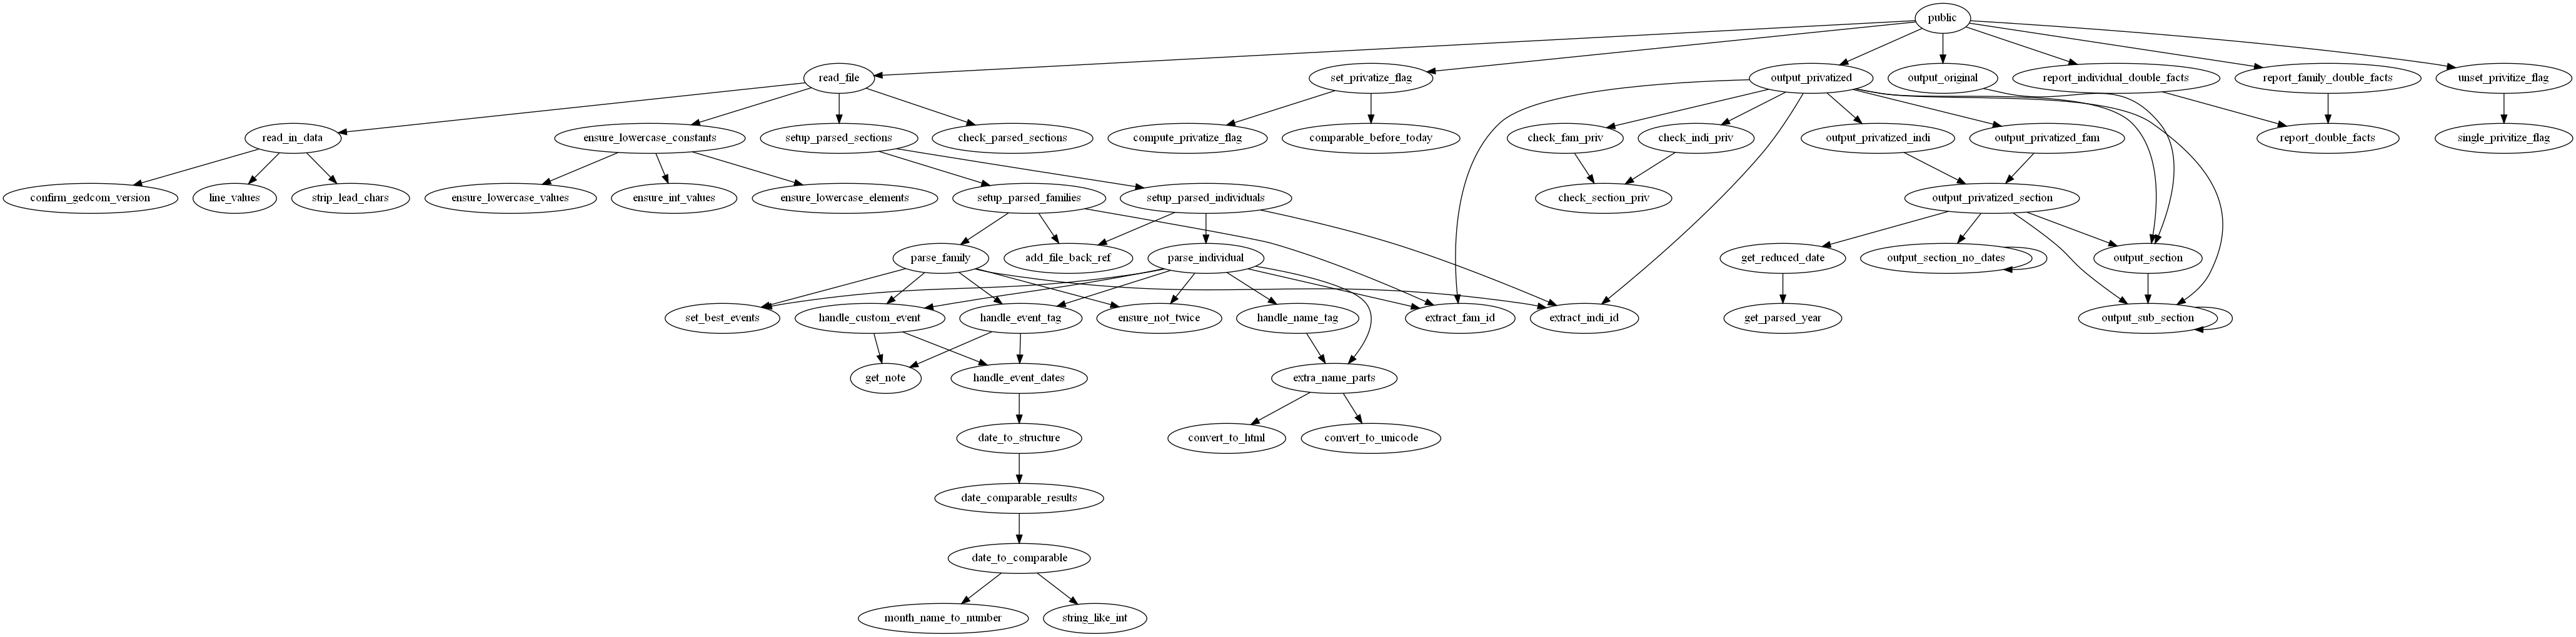 public
read_file
set_privatize_flag
output_privatized
output_original
report_individual_double_facts
report_family_double_facts
unset_privitize_flag
read_in_data
ensure_lowercase_constants
setup_parsed_sections
check_parsed_sections
compute_privatize_flag
comparable_before_today
check_fam_priv
check_indi_priv
output_privatized_indi
output_privatized_fam
report_double_facts
single_privitize_flag
confirm_gedcom_version
line_values
strip_lead_chars
ensure_lowercase_values
ensure_int_values
ensure_lowercase_elements
setup_parsed_families
setup_parsed_individuals
check_section_priv
output_privatized_section
parse_family
add_file_back_ref
parse_individual
get_reduced_date
output_section_no_dates
output_section
set_best_events
handle_custom_event
handle_event_tag
ensure_not_twice
handle_name_tag
extract_fam_id
extract_indi_id
get_parsed_year
output_sub_section
get_note
handle_event_dates
extra_name_parts
date_to_structure
convert_to_html
convert_to_unicode
date_comparable_results
date_to_comparable
month_name_to_number
string_like_int